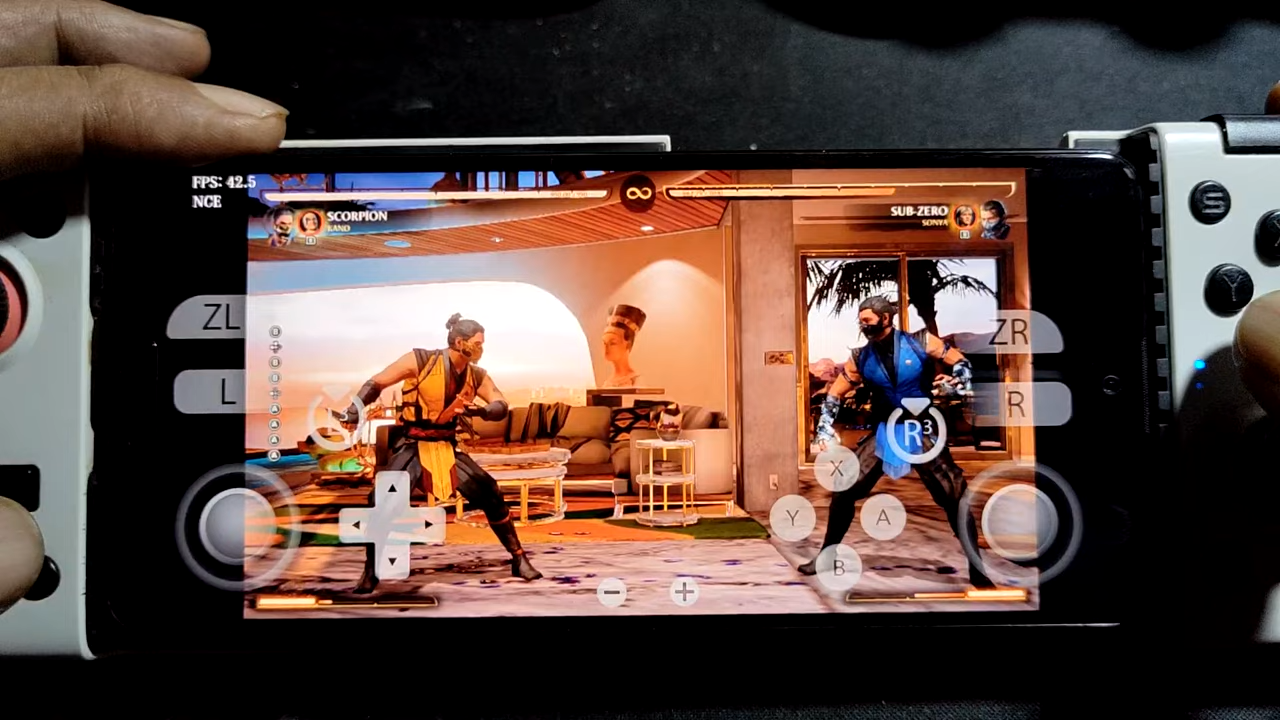 FPS: 42.5
NCE
SCORPION
KANO
SUB-ZERO
SONYA
ZL
ZR
L
R
R3
X
Y
A
B
S
Y